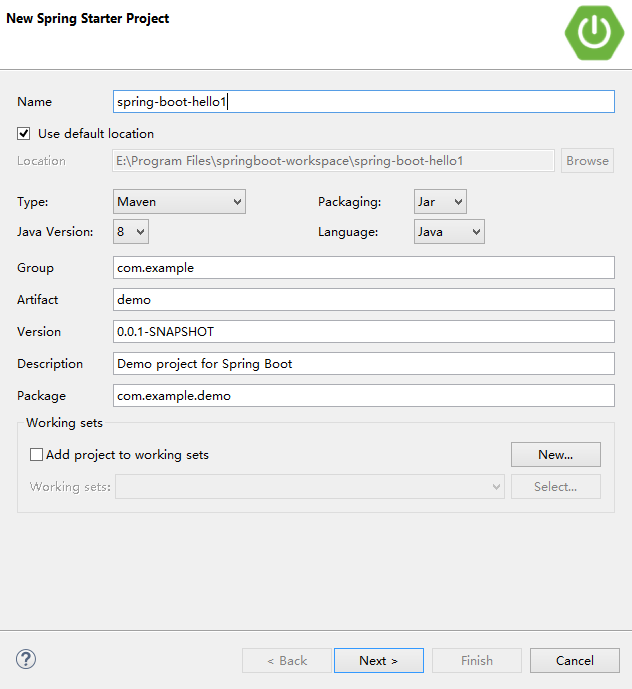 New Spring Starter Project
Name spring-boot-hello1
Use default location
Location E:\Program Files\springboot-workspace\spring-boot-hello1 Browse
Type: Maven Packaging: Jar
Java Version: 8 Language: Java
Group com.example
Artifact demo
Version 0.0.1-SNAPSHOT
Description Demo project for Spring Boot
Package com.example.demo
Working sets
Add project to working sets New...
Working sets: Select...
? < Back Next > Finish Cancel